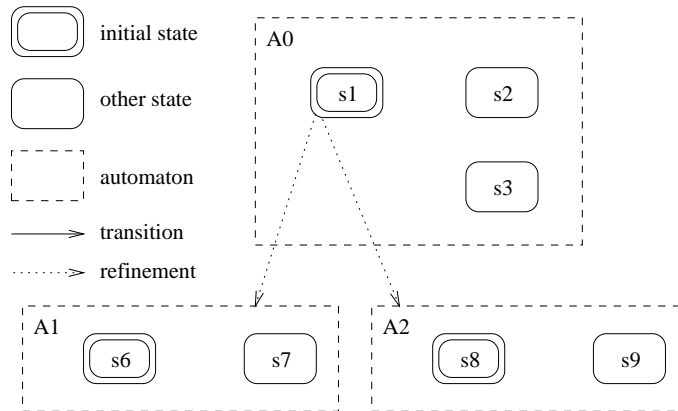 initial state
other state
automaton
transition
refinement
A0
s1 s2
s3
A1
s6 s7
A2
s8 s9